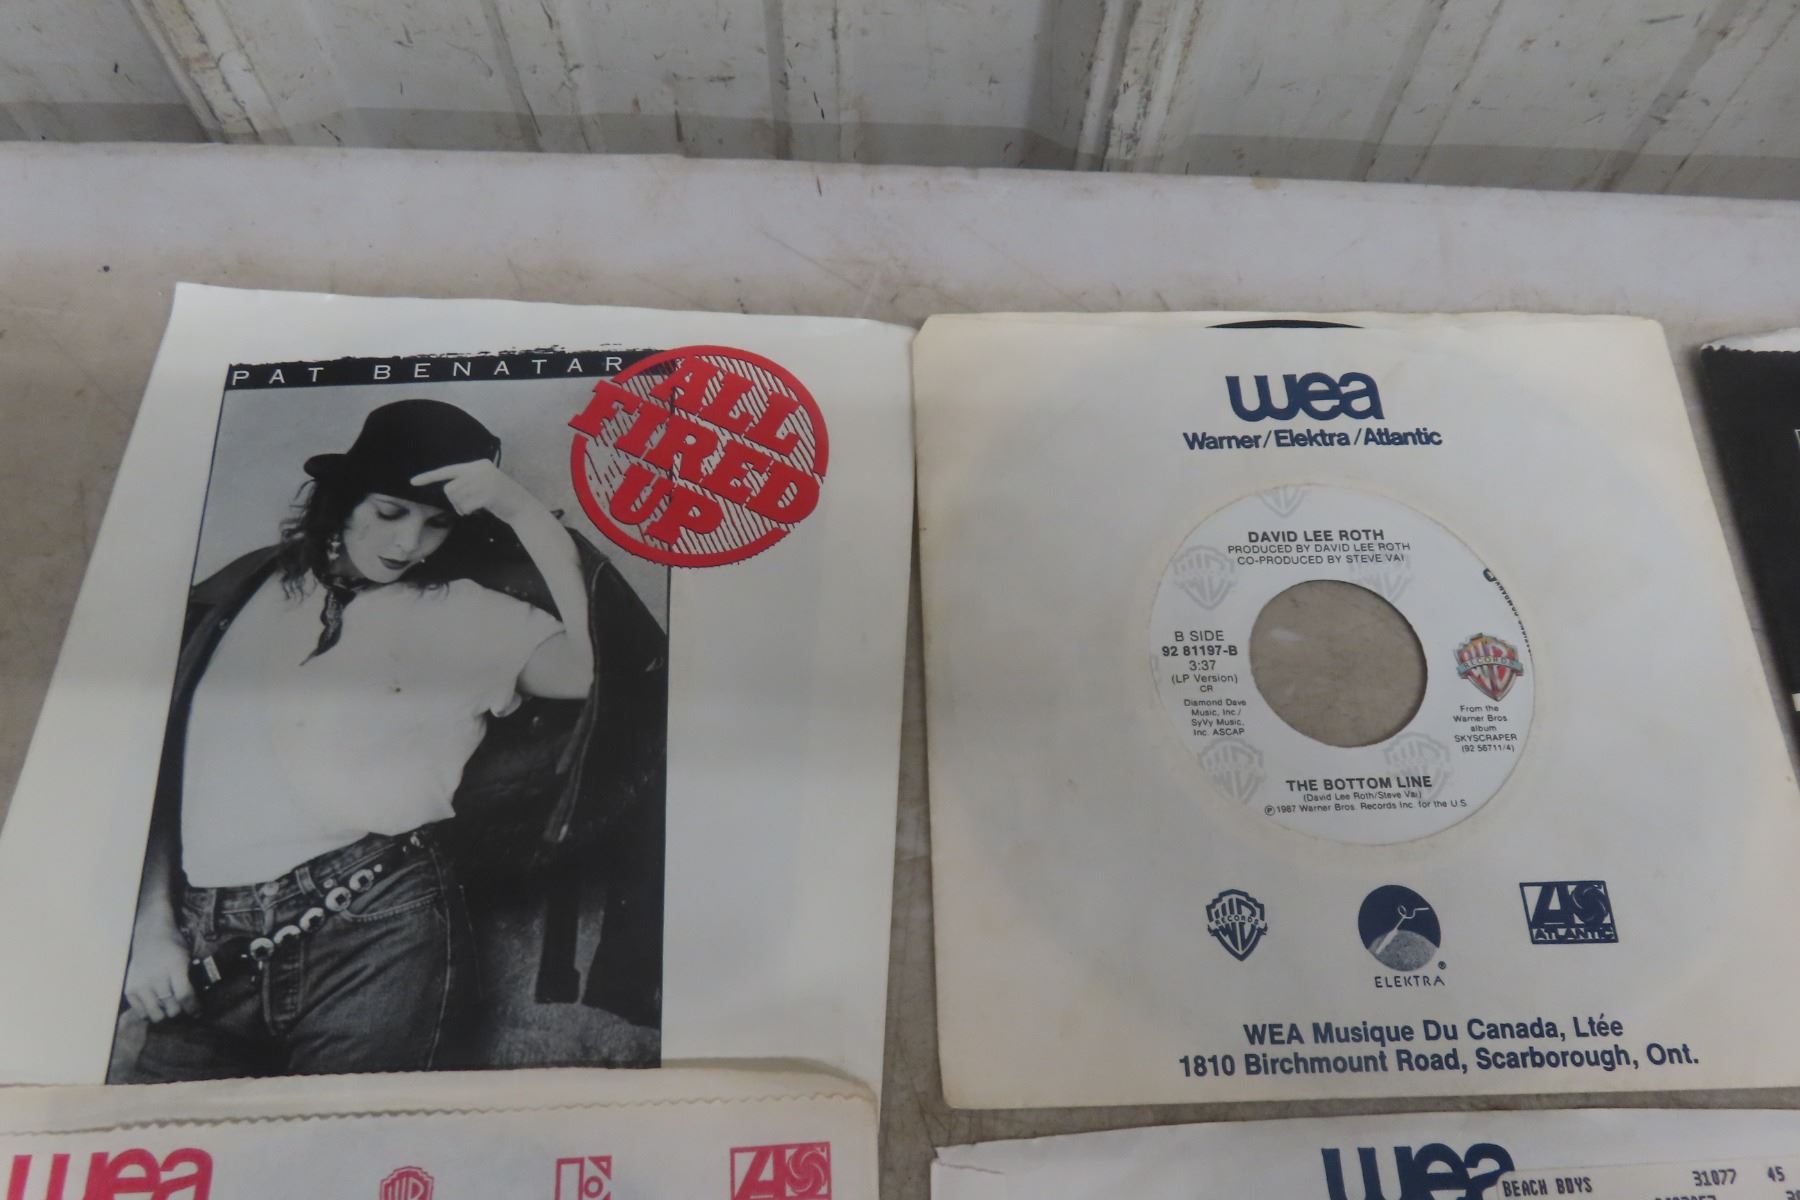 PAT BENATAR
ALL
FIRED
UP
wea
Warner/Elektra/Atlantic
DAVID LEE ROTH
PRODUCED BY DAVID LEE ROTH
CO-PRODUCED BY STEVE VAI
B SIDE
92 81197-B
3:37
(LP Version)
CR
Diamond Dave
Music, Inc./
SyVy Music,
Inc. ASCAP
RECORDS
From the
Warner Bros.
album
SKYSCRAPER
(92 56711/4)
THE BOTTOM LINE
(David Lee Roth/Steve Vai)
℗1987 Warner Bros. Records Inc. for the U.S.
RECORDS
ELEKTRA®
ATLANTIC
WEA Musique Du Canada, Ltée
1810 Birchmount Road, Scarborough, Ont.
wea
wea
BEACH BOYS 31077 45